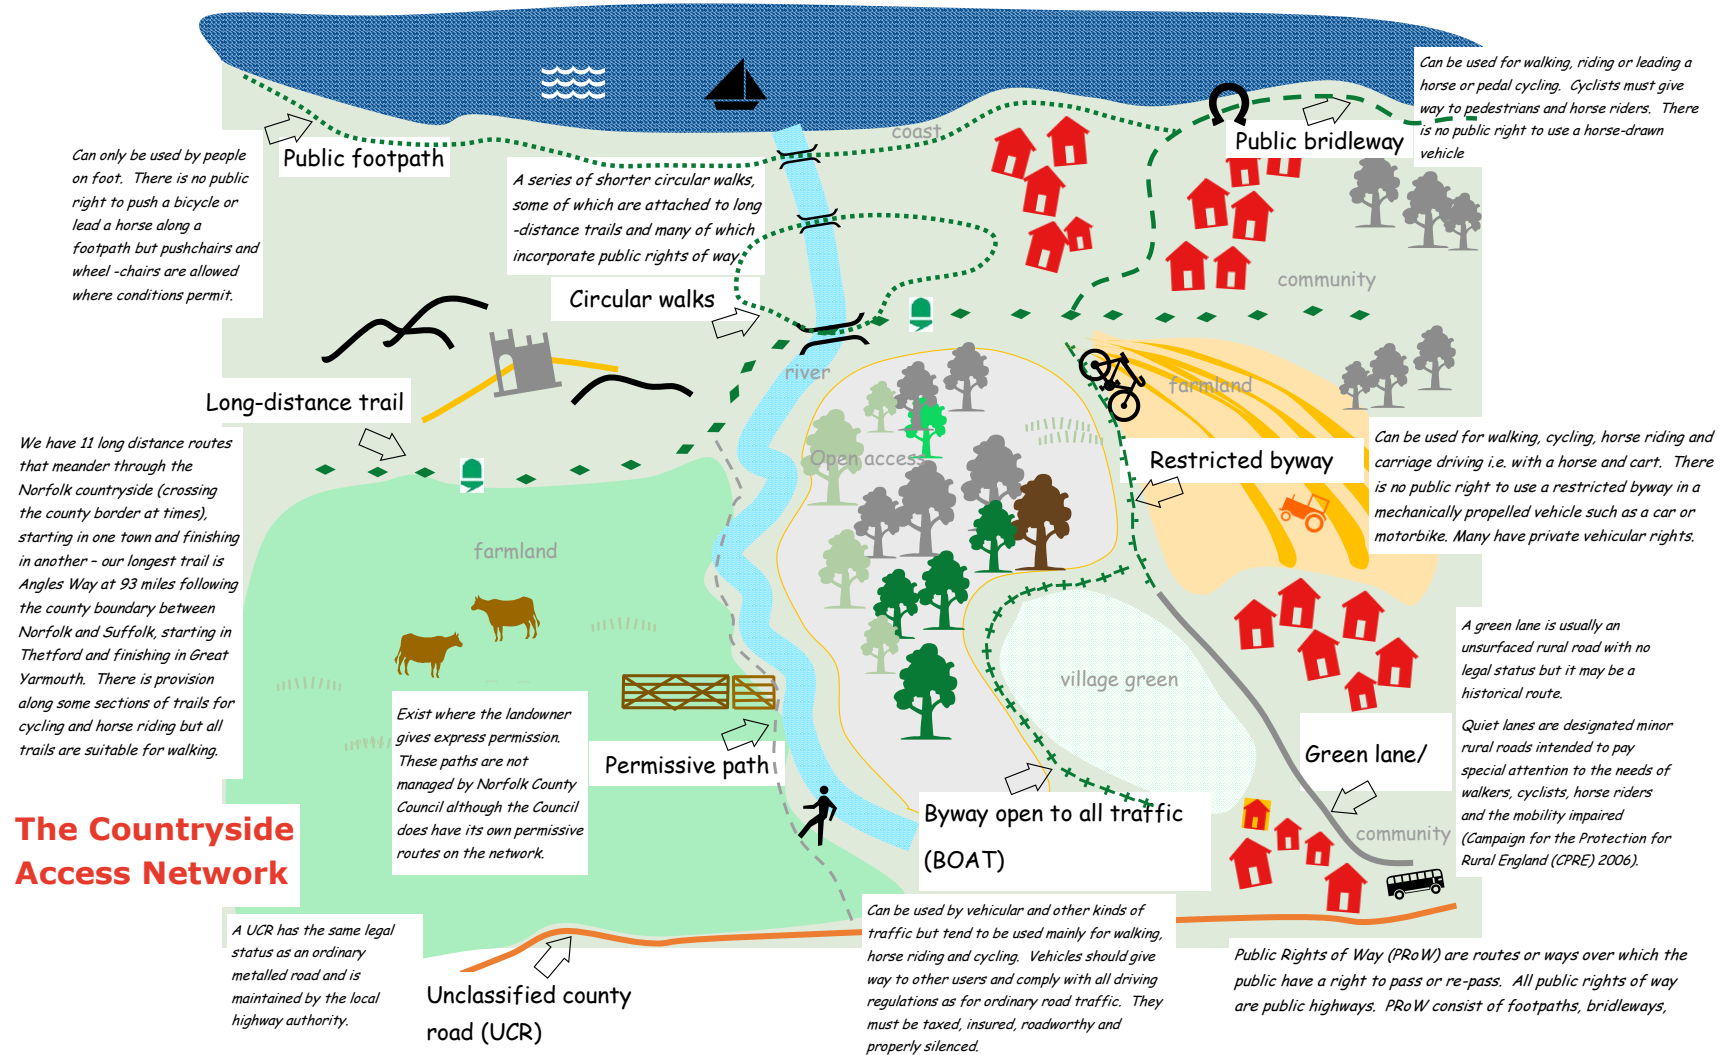 coast
Can be used for walking, riding or leading a
horse or pedal cycling.  Cyclists must give
way to pedestrians and horse riders.  There
is no public right to use a horse-drawn
vehicle
Public bridleway
Public footpath
Can only be used by people
on foot.  There is no public
right to push a bicycle or
lead a horse along a
footpath but pushchairs and
wheel -chairs are allowed
where conditions permit.
A series of shorter circular walks,
some of which are attached to long
-distance trails and many of which
incorporate public rights of way.
Circular walks
community
river
farmland
Long-distance trail
We have 11 long distance routes
that meander through the
Norfolk countryside (crossing
the county border at times),
starting in one town and finishing
in another – our longest trail is
Angles Way at 93 miles following
the county boundary between
Norfolk and Suffolk, starting in
Thetford and finishing in Great
Yarmouth.  There is provision
along some sections of trails for
cycling and horse riding but all
trails are suitable for walking.
Open access
Restricted byway
Can be used for walking, cycling, horse riding and
carriage driving i.e. with a horse and cart.  There
is no public right to use a restricted byway in a
mechanically propelled vehicle such as a car or
motorbike. Many have private vehicular rights.
farmland
village green
Exist where the landowner
gives express permission.
These paths are not
managed by Norfolk County
Council although the Council
does have its own permissive
routes on the network.
Permissive path
A green lane is usually an
unsurfaced rural road with no
legal status but it may be a
historical route.
Quiet lanes are designated minor
rural roads intended to pay
special attention to the needs of
walkers, cyclists, horse riders
and the mobility impaired
(Campaign for the Protection for
Rural England (CPRE) 2006).
Green lane/
community
The Countryside
Access Network
Byway open to all traffic
(BOAT)
Can be used by vehicular and other kinds of
traffic but tend to be used mainly for walking,
horse riding and cycling.  Vehicles should give
way to other users and comply with all driving
regulations as for ordinary road traffic.  They
must be taxed, insured, roadworthy and
properly silenced.
A UCR has the same legal
status as an ordinary
metalled road and is
maintained by the local
highway authority.
Unclassified county
road (UCR)
Public Rights of Way (PRoW) are routes or ways over which the
public have a right to pass or re-pass.  All public rights of way
are public highways.  PRoW consist of footpaths, bridleways,